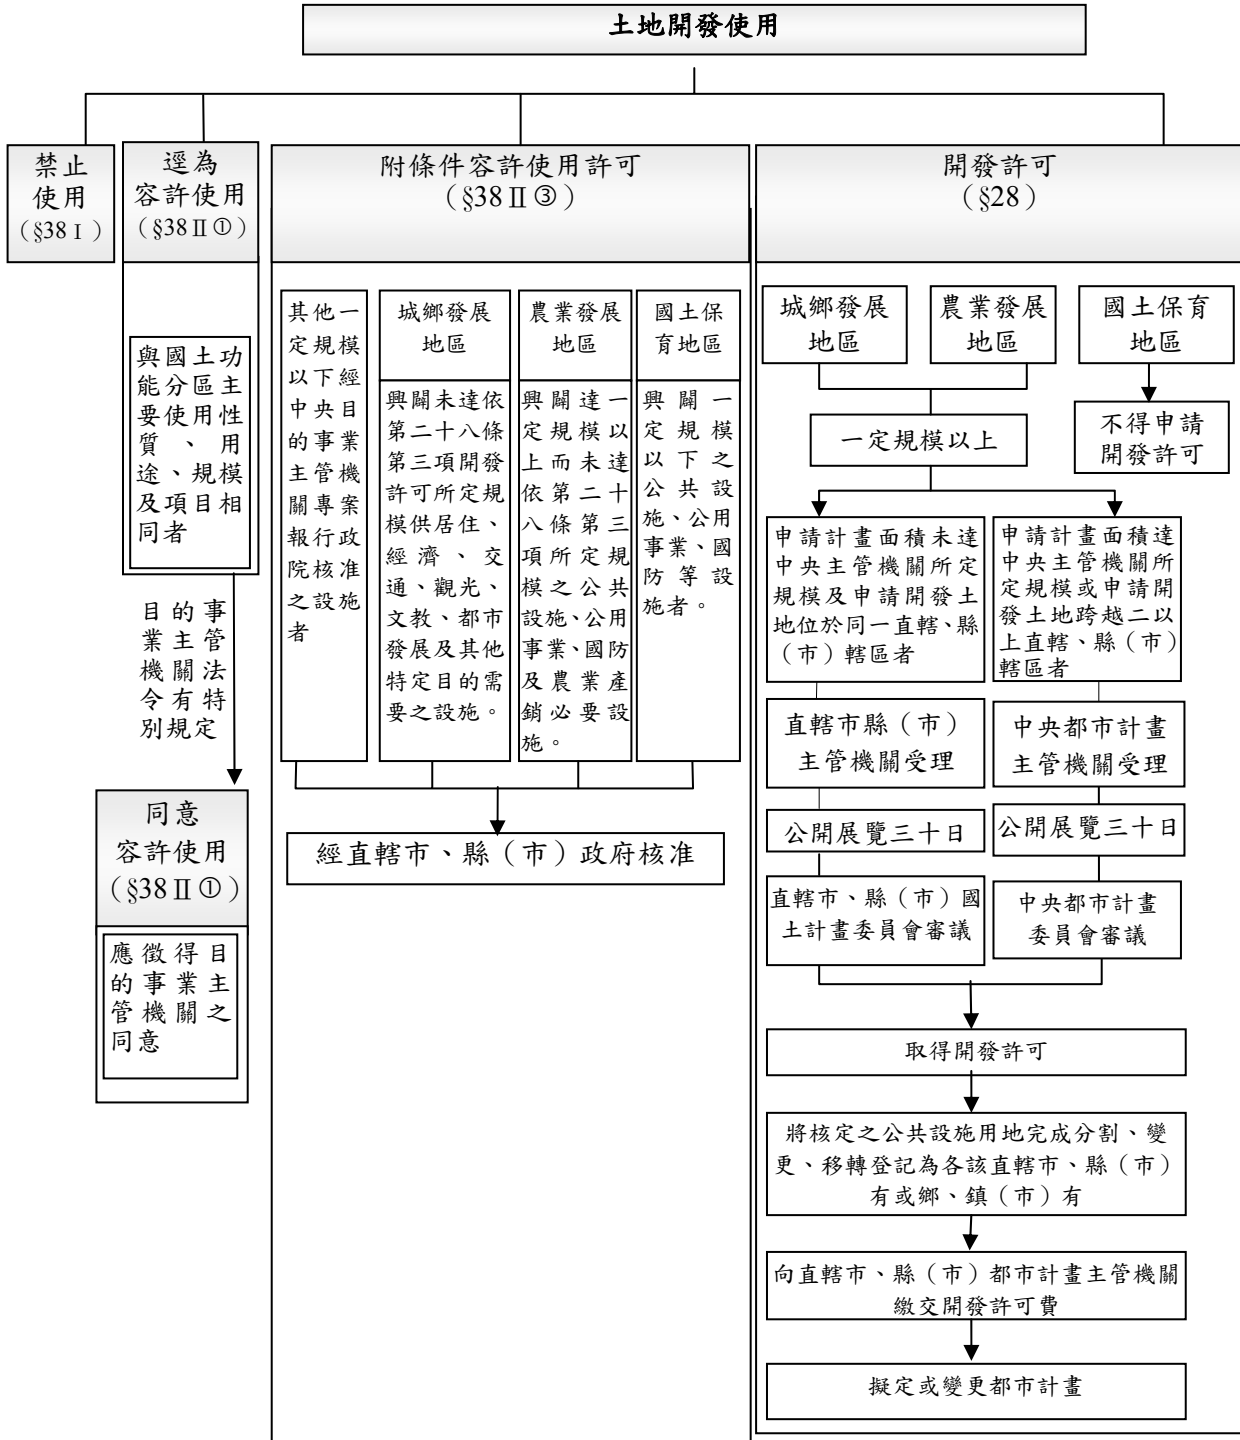 土地開發使用
禁止
使用
（§38 I）
逕為
容許使用
（§38 II ①）
與國土功
能分區主
要使用性
質、用
途、規模
及項目相
同者
目的事
業主管
機關法
令有特
別規定
同意
容許使用
（§38 II ①）
應徵得目
的事業主
管機關之
同意
附條件容許使用許可
（§38 II ③）
其他一
定規模
以下經
中央目
的事業
主管機
關專案
報行政
院核准
之設施
者
城鄉發展
地區
興闢未達依
第二十八條
第三項開發
許可所定規
模供居住、
經濟、交
通、觀光、
文教、都市
發展及其他
特定目的需
要之設施。
農業發展
地區
興闢達一
定規模以
上而未達
依第二十
八條第三
項所定規
模之公共
設施、公用
事業、國防
及農業產
銷必要設
施。
國土保
育地區
興闢一
定規模
以下之
公共設
施、公用
事業、國
防等設
施者。
經直轄市、縣（市）政府核准
開發許可
（§28）
城鄉發展
地區
農業發展
地區
國土保育
地區
一定規模以上
不得申請
開發許可
申請計畫面積未達
中央主管機關所定
規模及申請開發土
地位於同一直轄、縣
（市）轄區者
申請計畫面積達
中央主管機關所
定規模或申請開
發土地跨越二以
上直轄、縣（市）
轄區者
直轄市縣（市）
主管機關受理
中央都市計畫
主管機關受理
公開展覽三十日
公開展覽三十日
直轄市、縣（市）國
土計畫委員會審議
中央都市計畫
委員會審議
取得開發許可
將核定之公共設施用地完成分割、變
更、移轉登記為各該直轄市、縣（市）
有或鄉、鎮（市）有
向直轄市、縣（市）都市計畫主管機關
繳交開發許可費
擬定或變更都市計畫